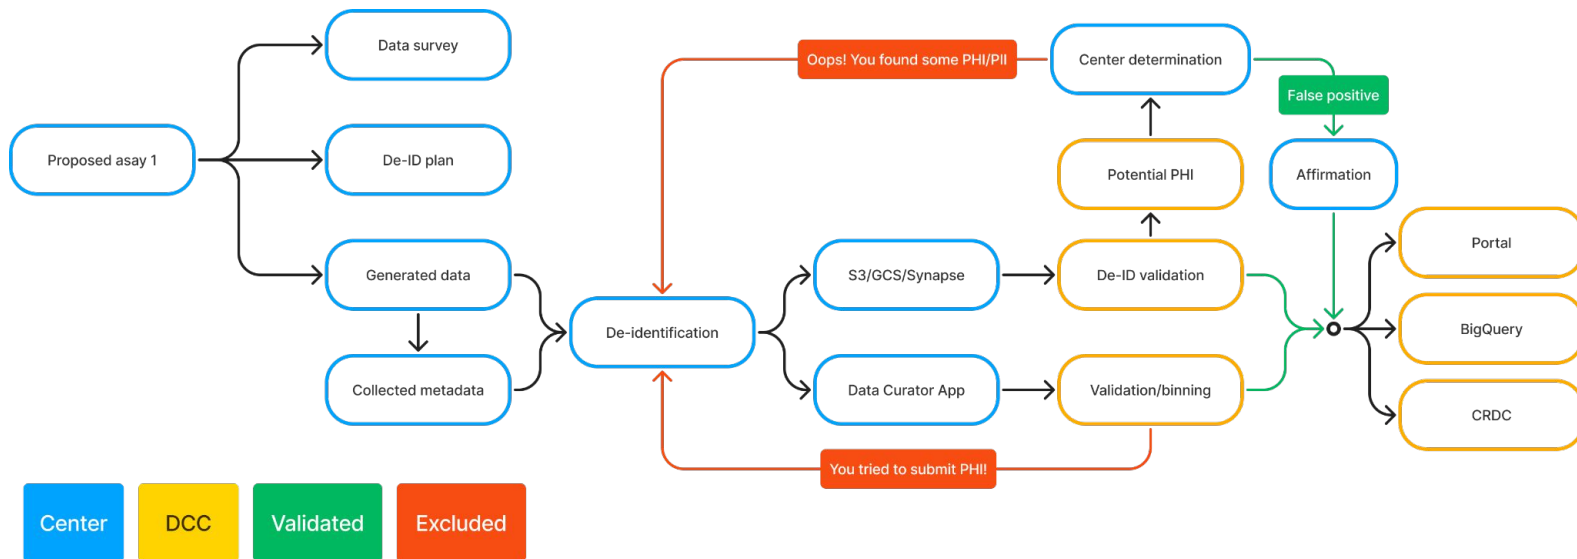 Data survey
Oops! You found some PHI/PII
Center determination
False positive
Proposed asay 1
De-ID plan
Potential PHI
Affirmation
Portal
Generated data
S3/GCS/Synapse
De-ID validation
De-identification
BigQuery
Collected metadata
Data Curator App
Validation/binning
CRDC
You tried to submit PHI!
Center
DCC
Validated
Excluded